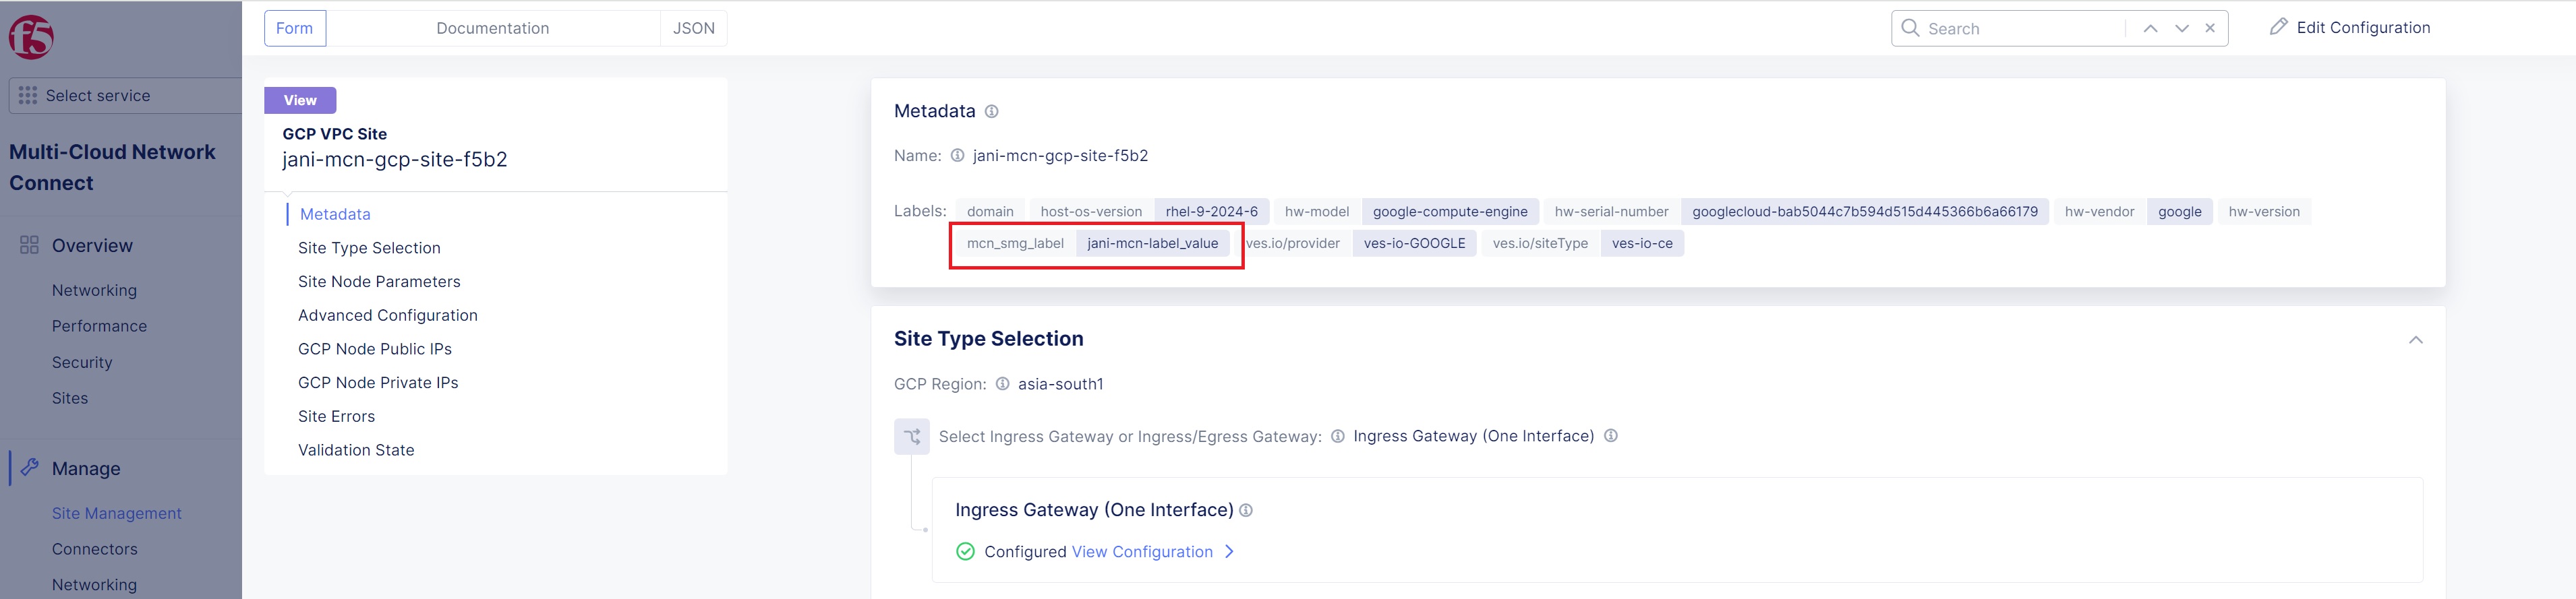 f5
Select service
Multi-Cloud Network
Connect
Overview
Networking
Performance
Security
Sites
Manage
Site Management
Connectors
Networking
Form
Documentation
JSON
Search
Edit Configuration
View
GCP VPC Site
jani-mcn-gcp-site-f5b2
Metadata
Site Type Selection
Site Node Parameters
Advanced Configuration
GCP Node Public IPs
GCP Node Private IPs
Site Errors
Validation State
Metadata
Name: jani-mcn-gcp-site-f5b2
Labels: domain host-os-version rhel-9-2024-6 hw-model google-compute-engine hw-serial-number googlecloud-bab5044c7b594d515d445366b6a66179 hw-vendor google hw-version
mcn_smg_label jani-mcn-label_value ves.io/provider ves-io-GOOGLE ves.io/siteType ves-io-ce
Site Type Selection
GCP Region: asia-south1
Select Ingress Gateway or Ingress/Egress Gateway: Ingress Gateway (One Interface)
Ingress Gateway (One Interface)
Configured View Configuration